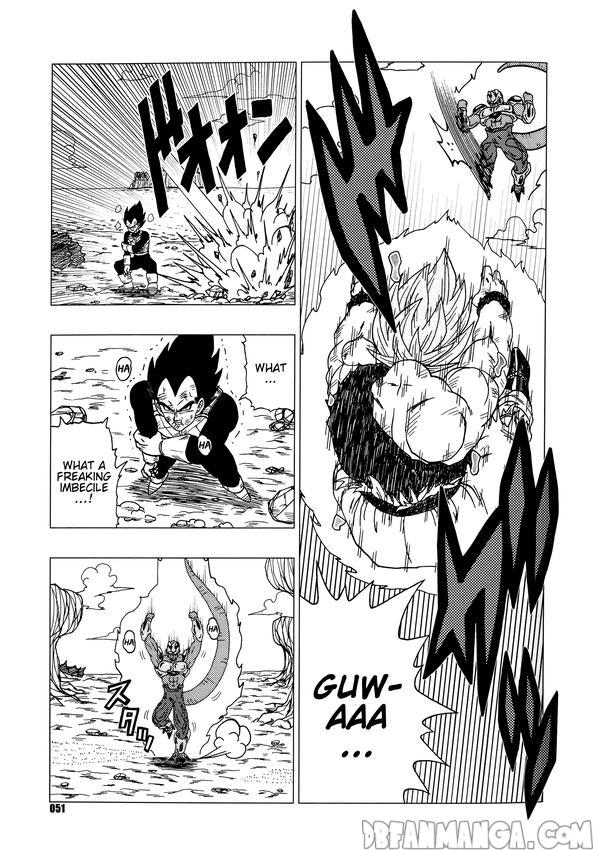 GUW-
AAA
...
ドオオン
WHAT
...
HA
HA
WHAT A
FREAKING
IMBECILE
...!
HA
HA
スタッ
051
DBFANMANGA.COM